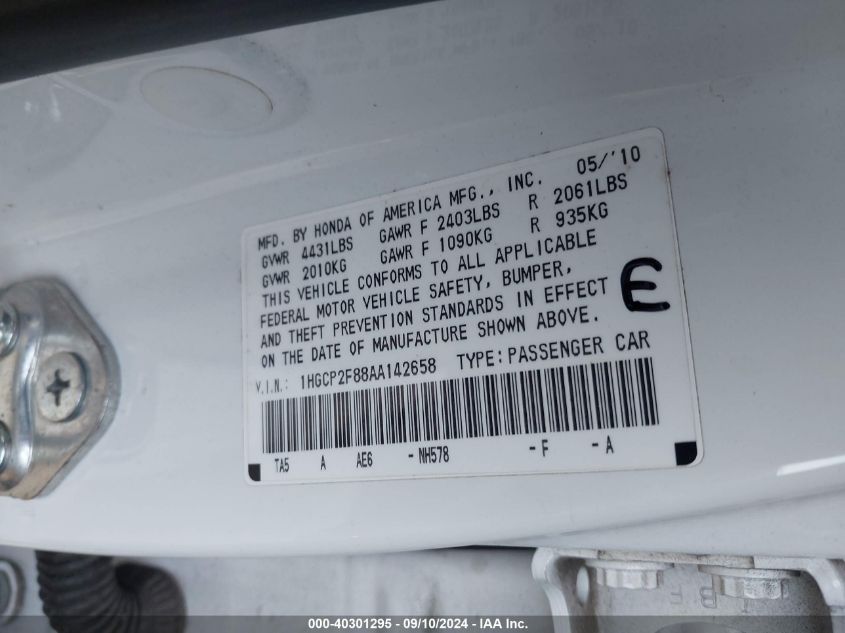 MFD. BY HONDA OF AMERICA MFG., INC. 05/'10
GVWR 4431LBS GAWR F 2403LBS R 2061LBS
GVWR 2010KG GAWR F 1090KG R 935KG
THIS VEHICLE CONFORMS TO ALL APPLICABLE
FEDERAL MOTOR VEHICLE SAFETY, BUMPER,
AND THEFT PREVENTION STANDARDS IN EFFECT
ON THE DATE OF MANUFACTURE SHOWN ABOVE.
E
V.I.N.: 1HGCP2F88AA142658 TYPE:PASSENGER CAR
TA5 A AE6 -NH578 -F -A
000-40301295 - 09/10/2024 - IAA Inc.